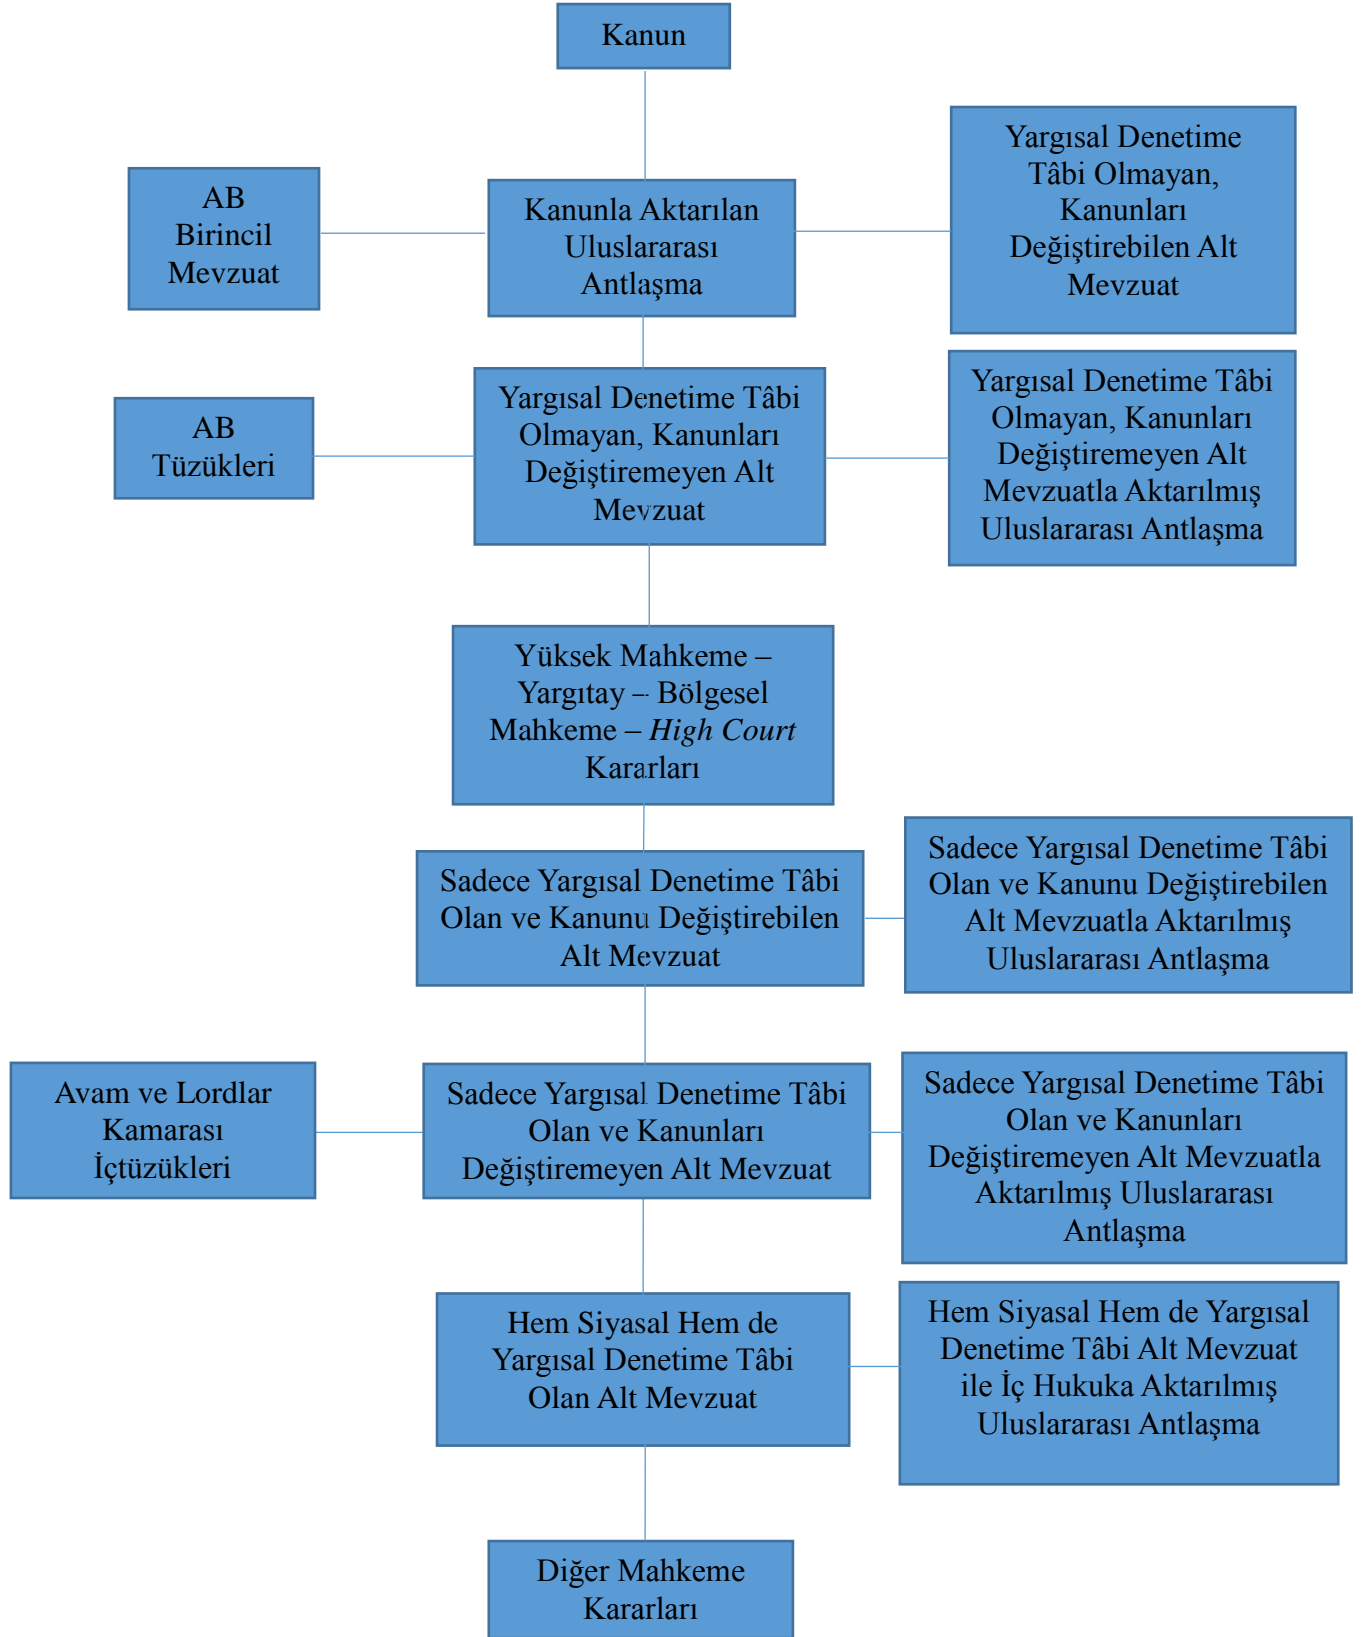 Kanun
AB
Birincil
Mevzuat
Kanunla Aktarılan
Uluslararası
Antlaşma
Yargısal Denetime
Tâbi Olmayan,
Kanunları
Değiştirebilen Alt
Mevzuat
AB
Tüzükleri
Yargısal Denetime Tâbi
Olmayan, Kanunları
Değiştiremeyen Alt
Mevzuat
Yargısal Denetime Tâbi
Olmayan, Kanunları
Değiştiremeyen Alt
Mevzuatla Aktarılmış
Uluslararası Antlaşma
Yüksek Mahkeme –
Yargıtay – Bölgesel
Mahkeme – High Court
Kararları
Sadece Yargısal Denetime Tâbi
Olan ve Kanunu Değiştirebilen
Alt Mevzuat
Sadece Yargısal Denetime Tâbi
Olan ve Kanunu Değiştirebilen
Alt Mevzuatla Aktarılmış
Uluslararası Antlaşma
Avam ve Lordlar
Kamarası
İçtüzükleri
Sadece Yargısal Denetime Tâbi
Olan ve Kanunları
Değiştiremeyen Alt Mevzuat
Sadece Yargısal Denetime Tâbi
Olan ve Kanunları
Değiştiremeyen Alt Mevzuatla
Aktarılmış Uluslararası
Antlaşma
Hem Siyasal Hem de
Yargısal Denetime Tâbi
Olan Alt Mevzuat
Hem Siyasal Hem de Yargısal
Denetime Tâbi Alt Mevzuat
ile İç Hukuka Aktarılmış
Uluslararası Antlaşma
Diğer Mahkeme
Kararları